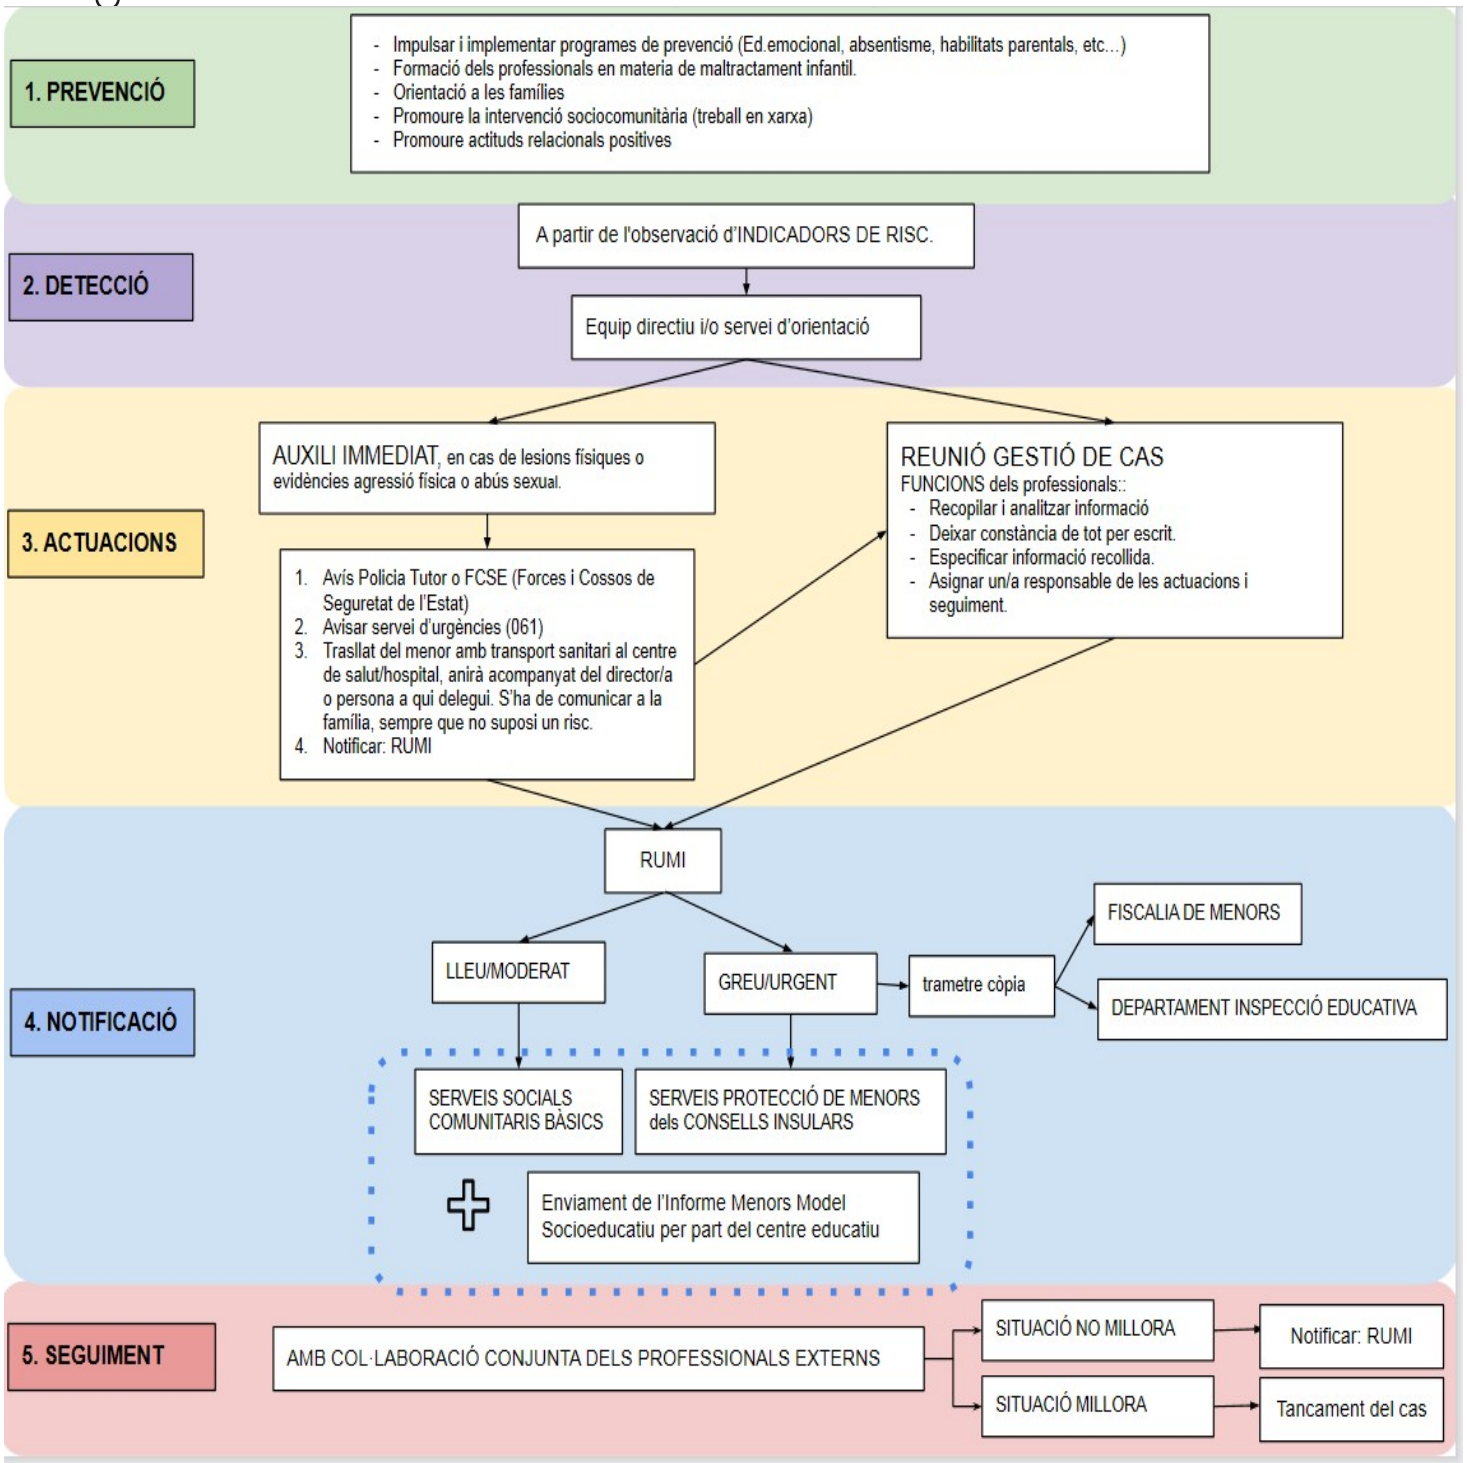 1. PREVENCIÓ
- Impulsar i implementar programes de prevenció (Ed.emocional, absentisme, habilitats parentals, etc...)
- Formació dels professionals en materia de maltractament infantil.
- Orientació a les famílies
- Promoure la intervenció sociocomunitària (treball en xarxa)
- Promoure actituds relacionals positives
2. DETECCIÓ
A partir de l'observació d'INDICADORS DE RISC.
Equip directiu i/o servei d'orientació
3. ACTUACIONS
AUXILI IMMEDIAT, en cas de lesions físiques o
evidències agressió física o abús sexual.
1. Avís Policia Tutor o FCSE (Forces i Cossos de
Seguretat de l'Estat)
2. Avisar servei d'urgències (061)
3. Trasllat del menor amb transport sanitari al centre
de salut/hospital, anirà acompanyat del director/a
o persona a qui delegui. S'ha de comunicar a la
família, sempre que no suposi un risc.
4. Notificar: RUMI
REUNIÓ GESTIÓ DE CAS
FUNCIONS dels professionals::
- Recopilar i analitzar informació
- Deixar constància de tot per escrit.
- Especificar informació recollida.
- Asignar un/a responsable de les actuacions i
seguiment.
4. NOTIFICACIÓ
RUMI
LLEU/MODERAT
GREU/URGENT
trametre còpia
FISCALIA DE MENORS
DEPARTAMENT INSPECCIÓ EDUCATIVA
SERVEIS SOCIALS
COMUNITARIS BÀSICS
SERVEIS PROTECCIÓ DE MENORS
dels CONSELLS INSULARS
Enviament de l'Informe Menors Model
Socioeducatiu per part del centre educatiu
5. SEGUIMENT
AMB COL·LABORACIÓ CONJUNTA DELS PROFESSIONALS EXTERNS
SITUACIÓ NO MILLORA
Notificar: RUMI
SITUACIÓ MILLORA
Tancament del cas